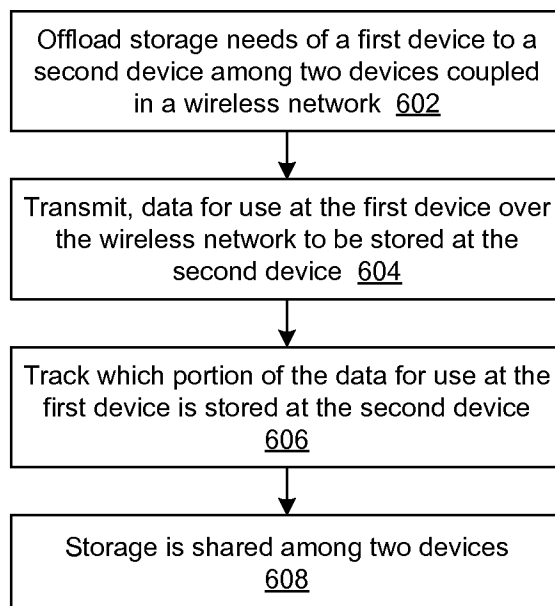 Offload storage needs of a first device to a
second device among two devices coupled
in a wireless network 602
Transmit, data for use at the first device over
the wireless network to be stored at the
second device 604
Track which portion of the data for use at the
first device is stored at the second device
606
Storage is shared among two devices
608